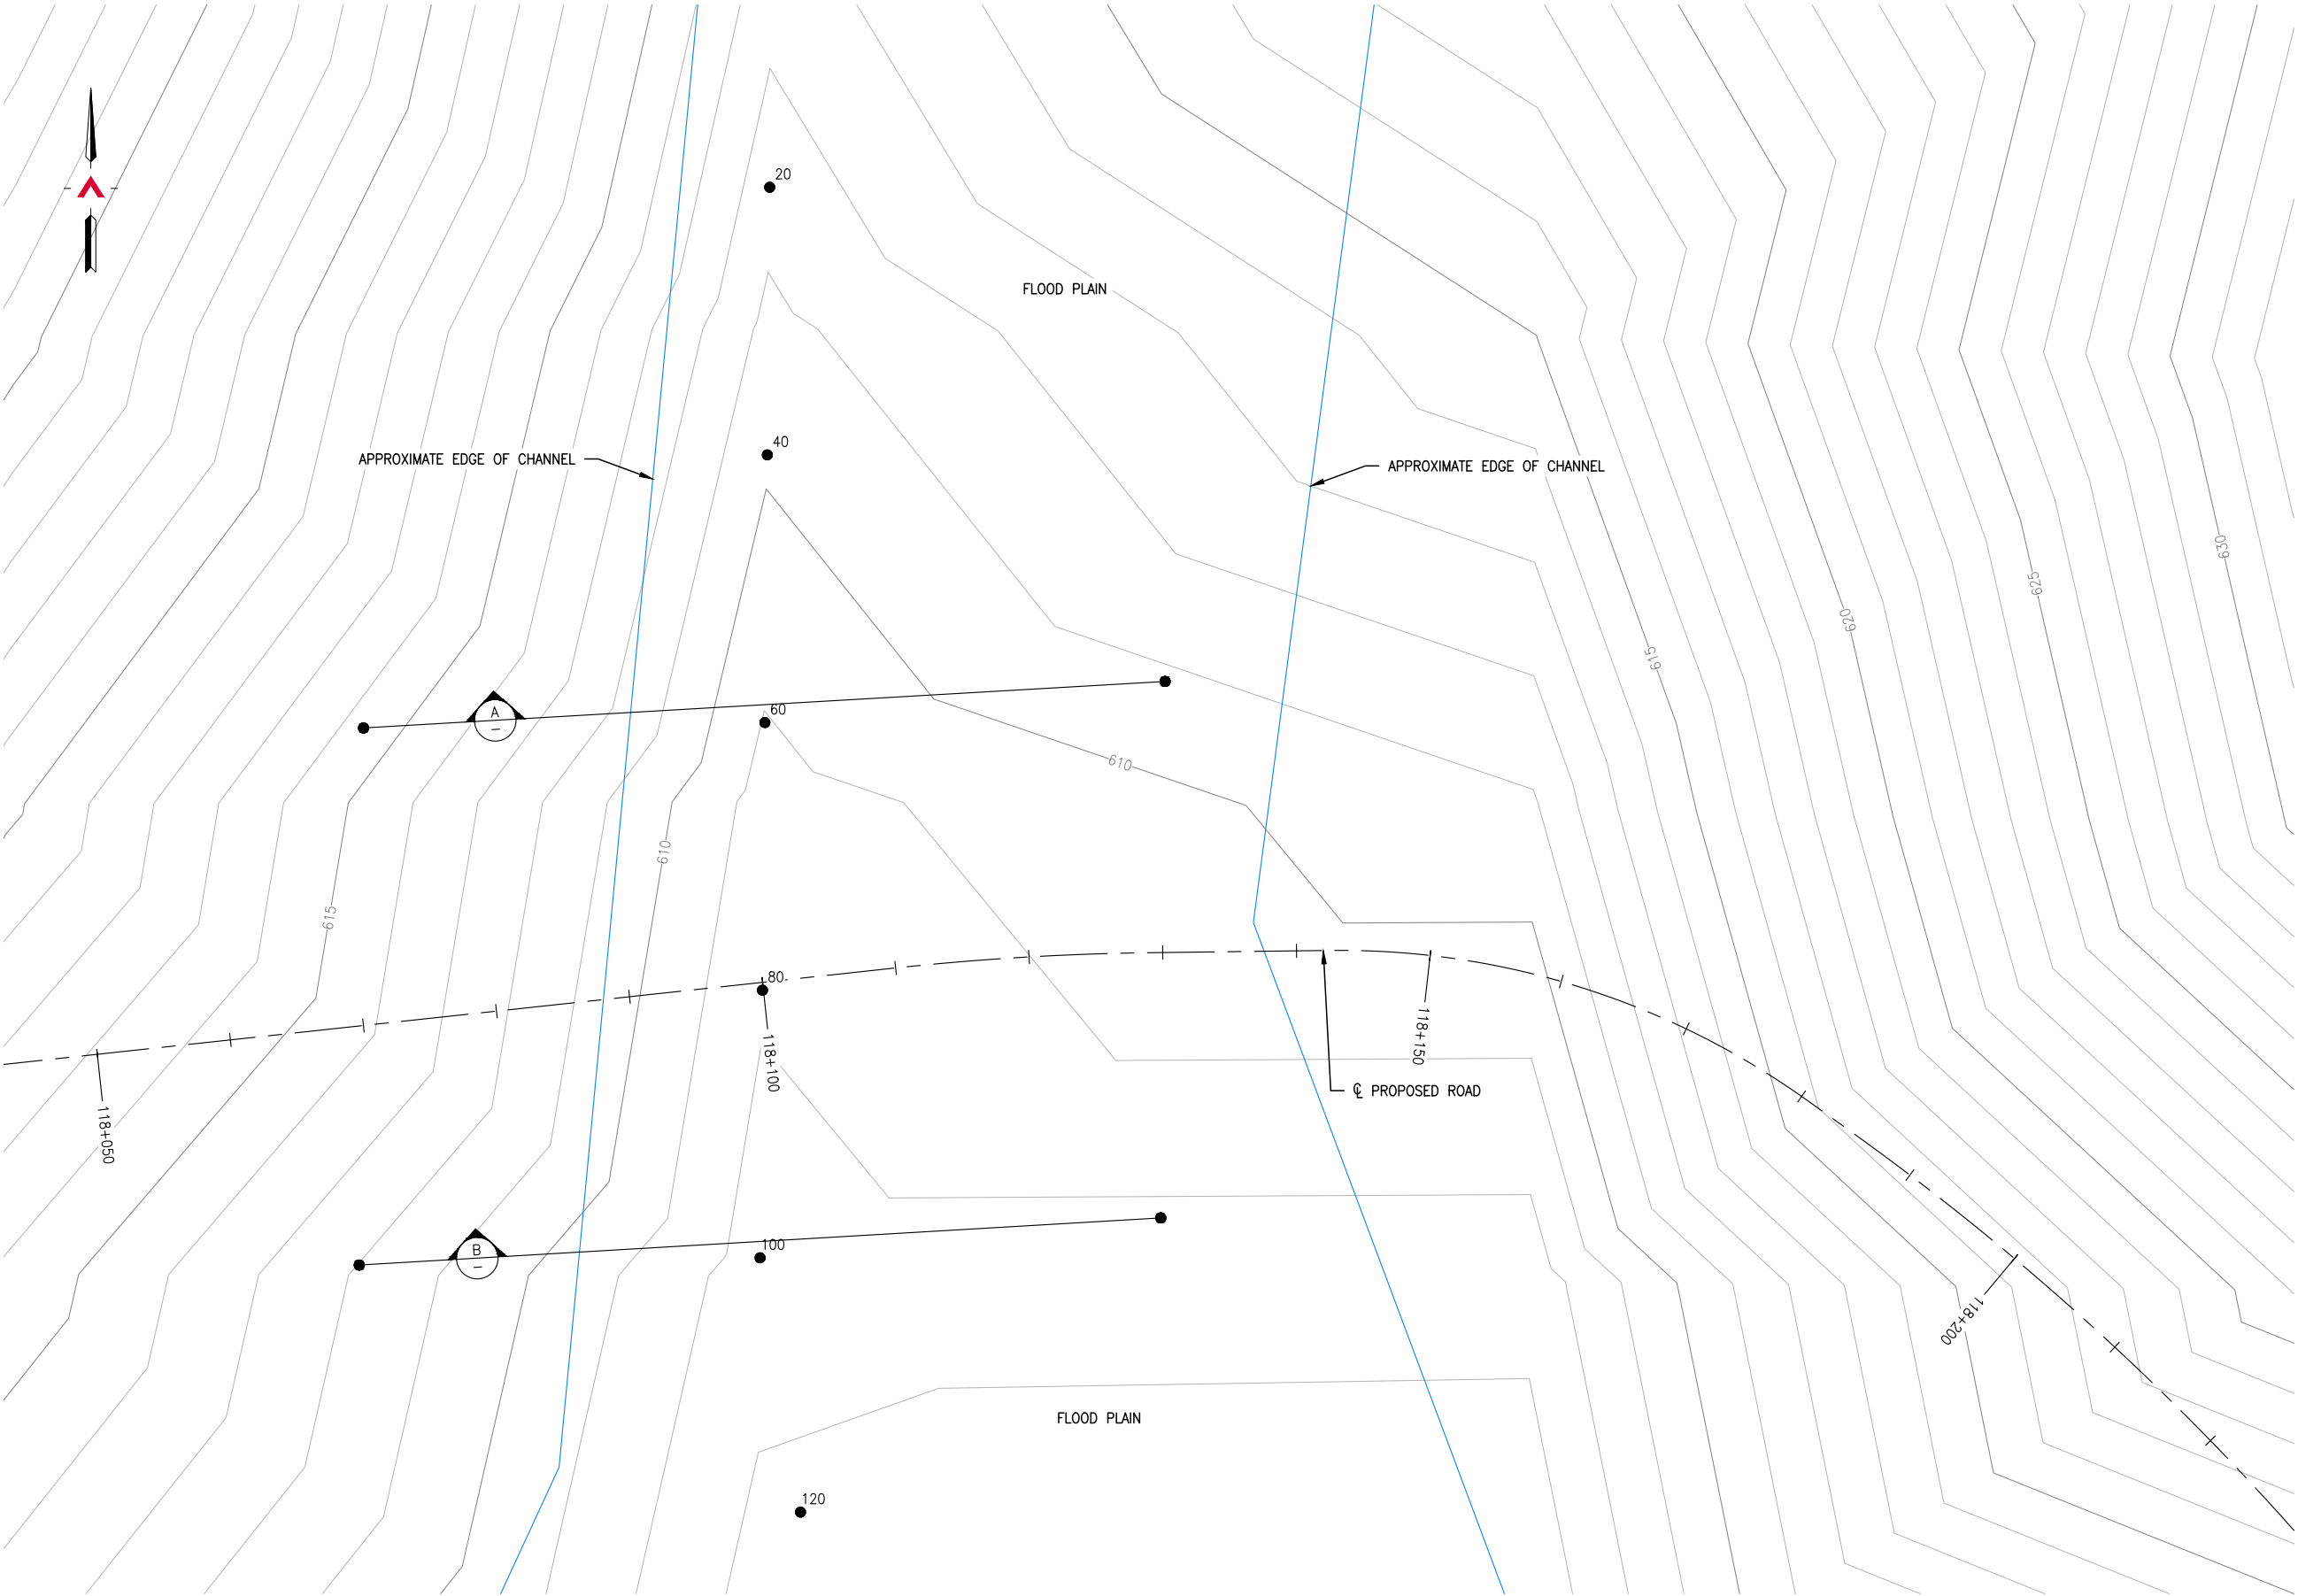 20
FLOOD PLAIN
40
APPROXIMATE EDGE OF CHANNEL
APPROXIMATE EDGE OF CHANNEL
630
625
620
615
A
–
60
610
610
615
80
118+100
118+150
℄ PROPOSED ROAD
118+050
B
–
100
118+200
FLOOD PLAIN
120